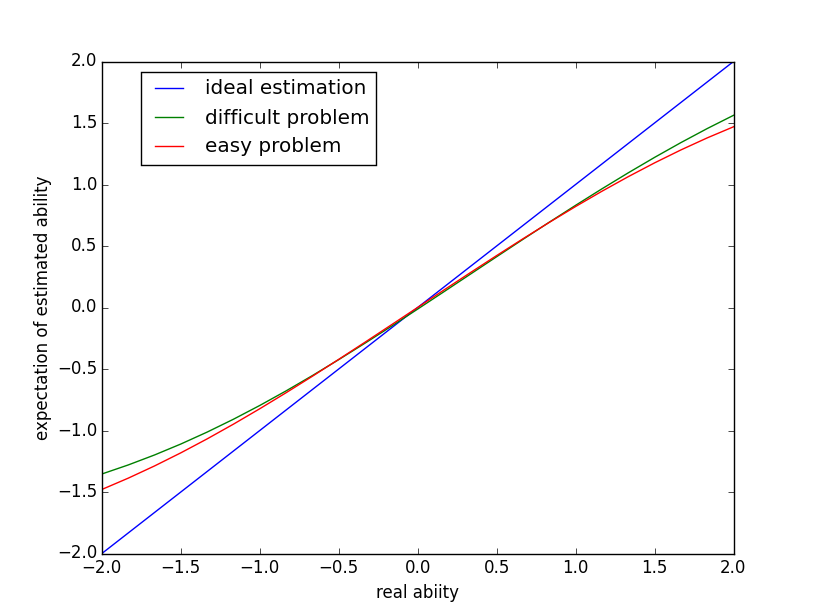 ideal estimation
difficult problem
easy problem
2.0
1.5
1.0
0.5
0.0
−0.5
−1.0
−1.5
−2.0
expectation of estimated ability
−2.0 −1.5 −1.0 −0.5 0.0 0.5 1.0 1.5 2.0
real abiity